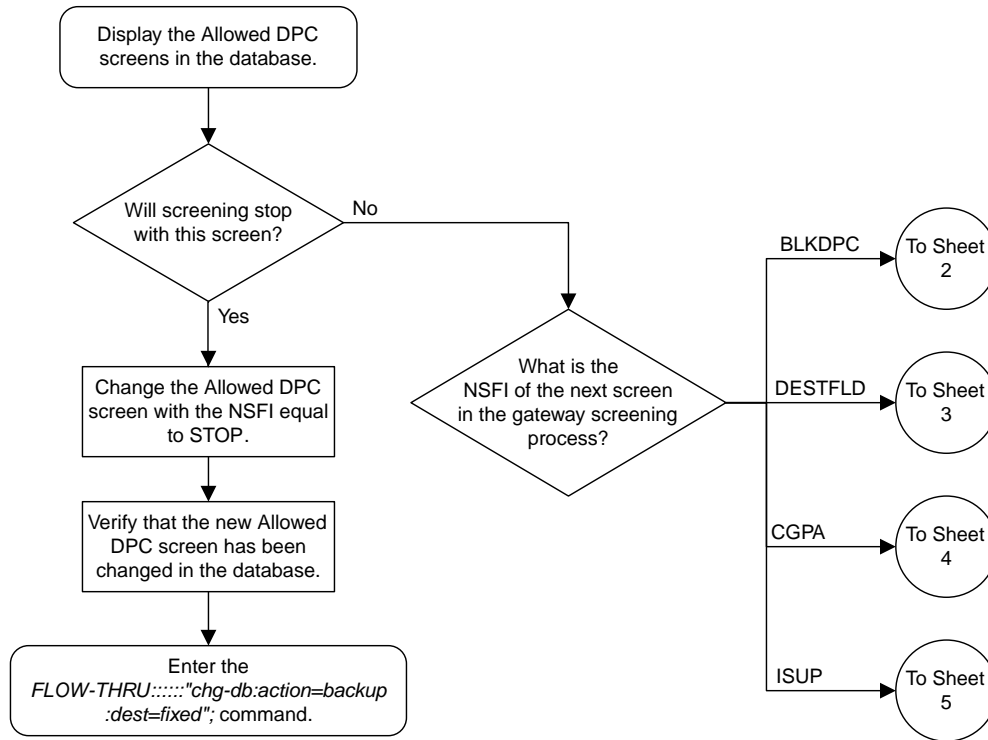 Display the Allowed DPC
screens in the database.
Will screening stop
with this screen?
No
Yes
Change the Allowed DPC
screen with the NSFI equal
to STOP.
Verify that the new Allowed
DPC screen has been
changed in the database.
Enter the
FLOW-THRU::::::"chg-db:action=backup
:dest=fixed"; command.
What is the
NSFI of the next screen
in the gateway screening
process?
BLKDPC
To Sheet
2
DESTFLD
To Sheet
3
CGPA
To Sheet
4
ISUP
To Sheet
5